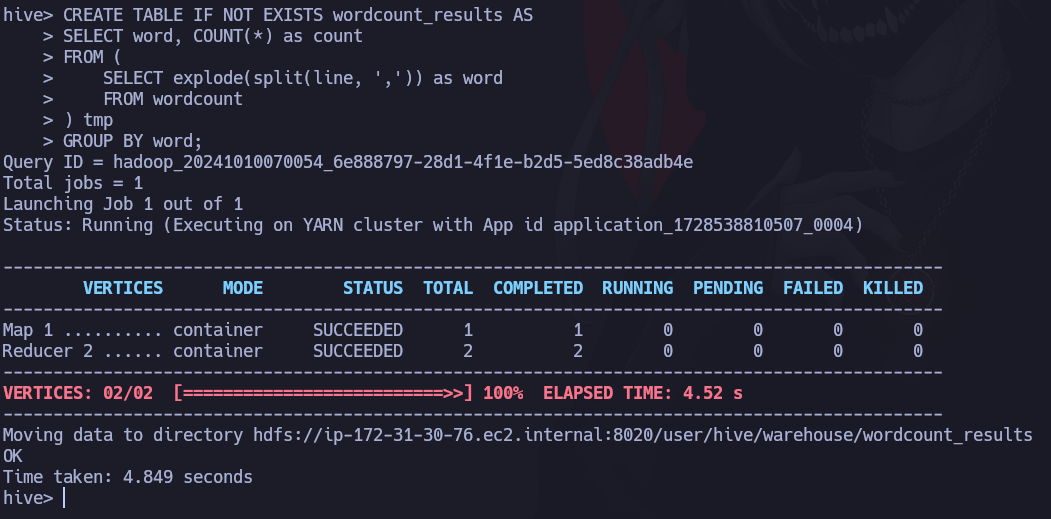 hive> CREATE TABLE IF NOT EXISTS wordcount_results AS
    > SELECT word, COUNT(*) as count
    > FROM (
    >     SELECT explode(split(line, ',')) as word
    >     FROM wordcount
    > ) tmp
    > GROUP BY word;
Query ID = hadoop_20241010070054_6e888797-28d1-4f1e-b2d5-5ed8c38adb4e
Total jobs = 1
Launching Job 1 out of 1
Status: Running (Executing on YARN cluster with App id application_1728538810507_0004)

----------------------------------------------------------------------------------------------
        VERTICES      MODE        STATUS  TOTAL  COMPLETED  RUNNING  PENDING  FAILED  KILLED
----------------------------------------------------------------------------------------------
Map 1 .......... container     SUCCEEDED      1          1        0        0       0       0
Reducer 2 ...... container     SUCCEEDED      2          2        0        0       0       0
----------------------------------------------------------------------------------------------
VERTICES: 02/02  [==========================>>] 100%  ELAPSED TIME: 4.52 s
----------------------------------------------------------------------------------------------
Moving data to directory hdfs://ip-172-31-30-76.ec2.internal:8020/user/hive/warehouse/wordcount_results
OK
Time taken: 4.849 seconds
hive>